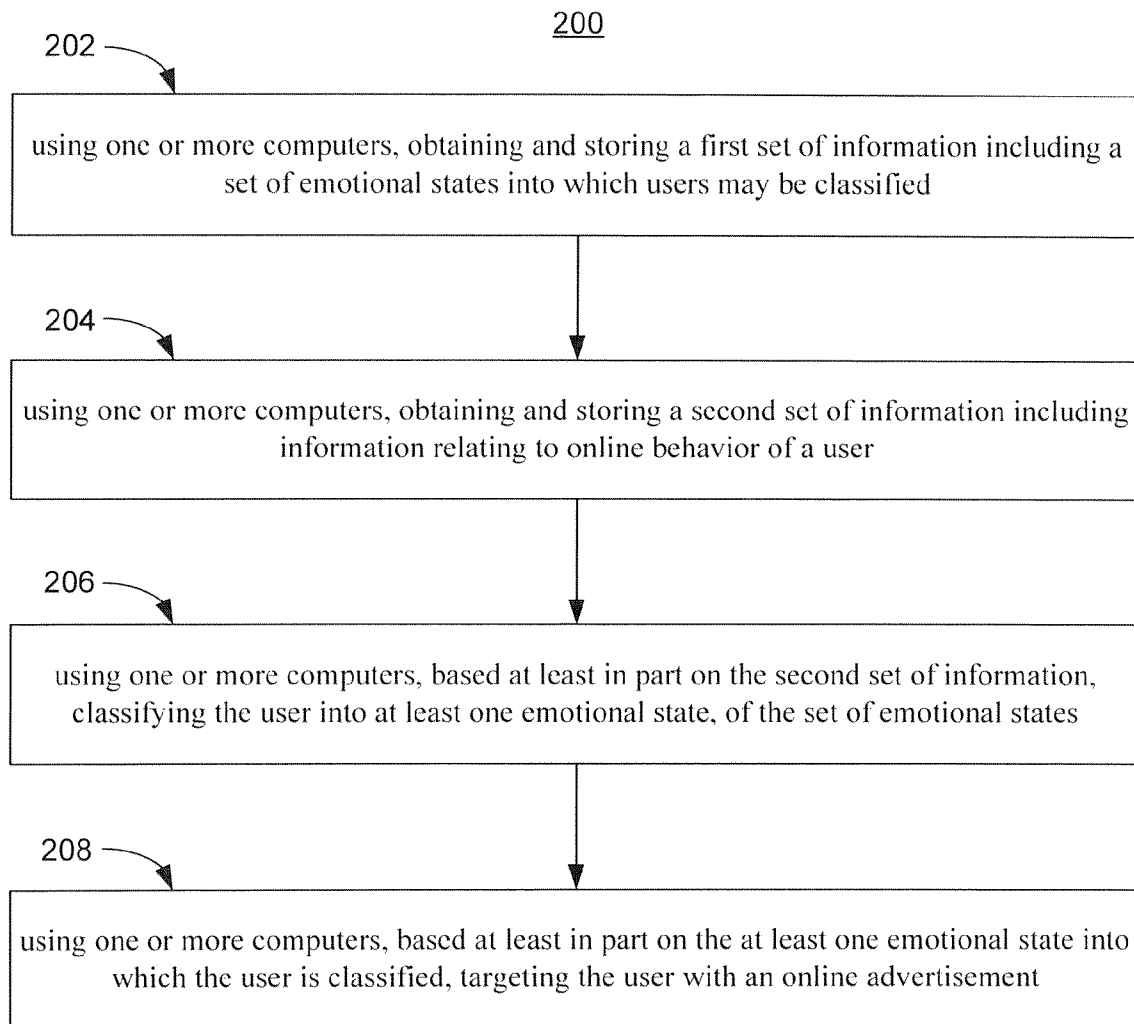 200
202
using one or more computers, obtaining and storing a first set of information including a
set of emotional states into which users may be classified
204
using one or more computers, obtaining and storing a second set of information including
information relating to online behavior of a user
206
using one or more computers, based at least in part on the second set of information,
classifying the user into at least one emotional state, of the set of emotional states
208
using one or more computers, based at least in part on the at least one emotional state into
which the user is classified, targeting the user with an online advertisement